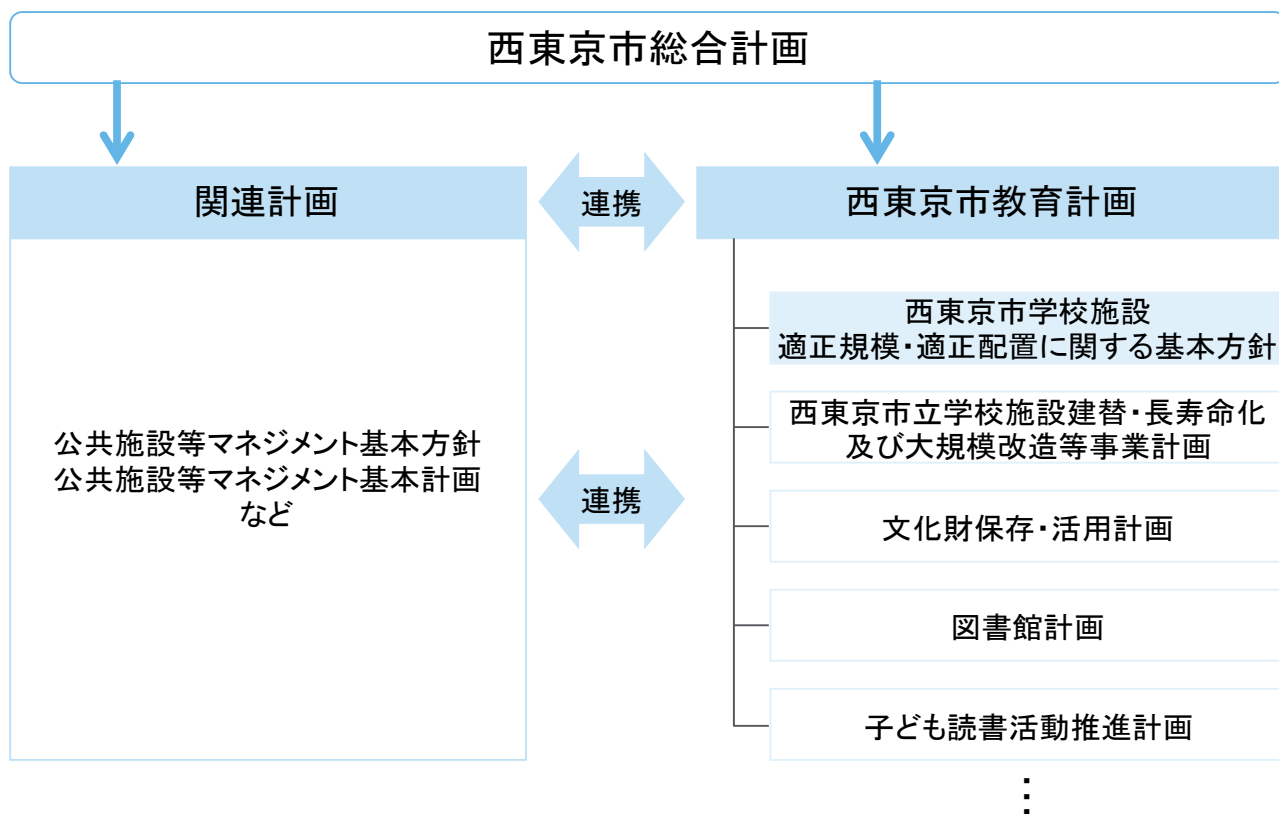 西東京市総合計画
関連計画
連携
西東京市教育計画
公共施設等マネジメント基本方針
公共施設等マネジメント基本計画
など
連携
西東京市学校施設
適正規模・適正配置に関する基本方針
西東京市立学校施設建替・長寿命化
及び大規模改造等事業計画
文化財保存・活用計画
図書館計画
子ども読書活動推進計画
⋮